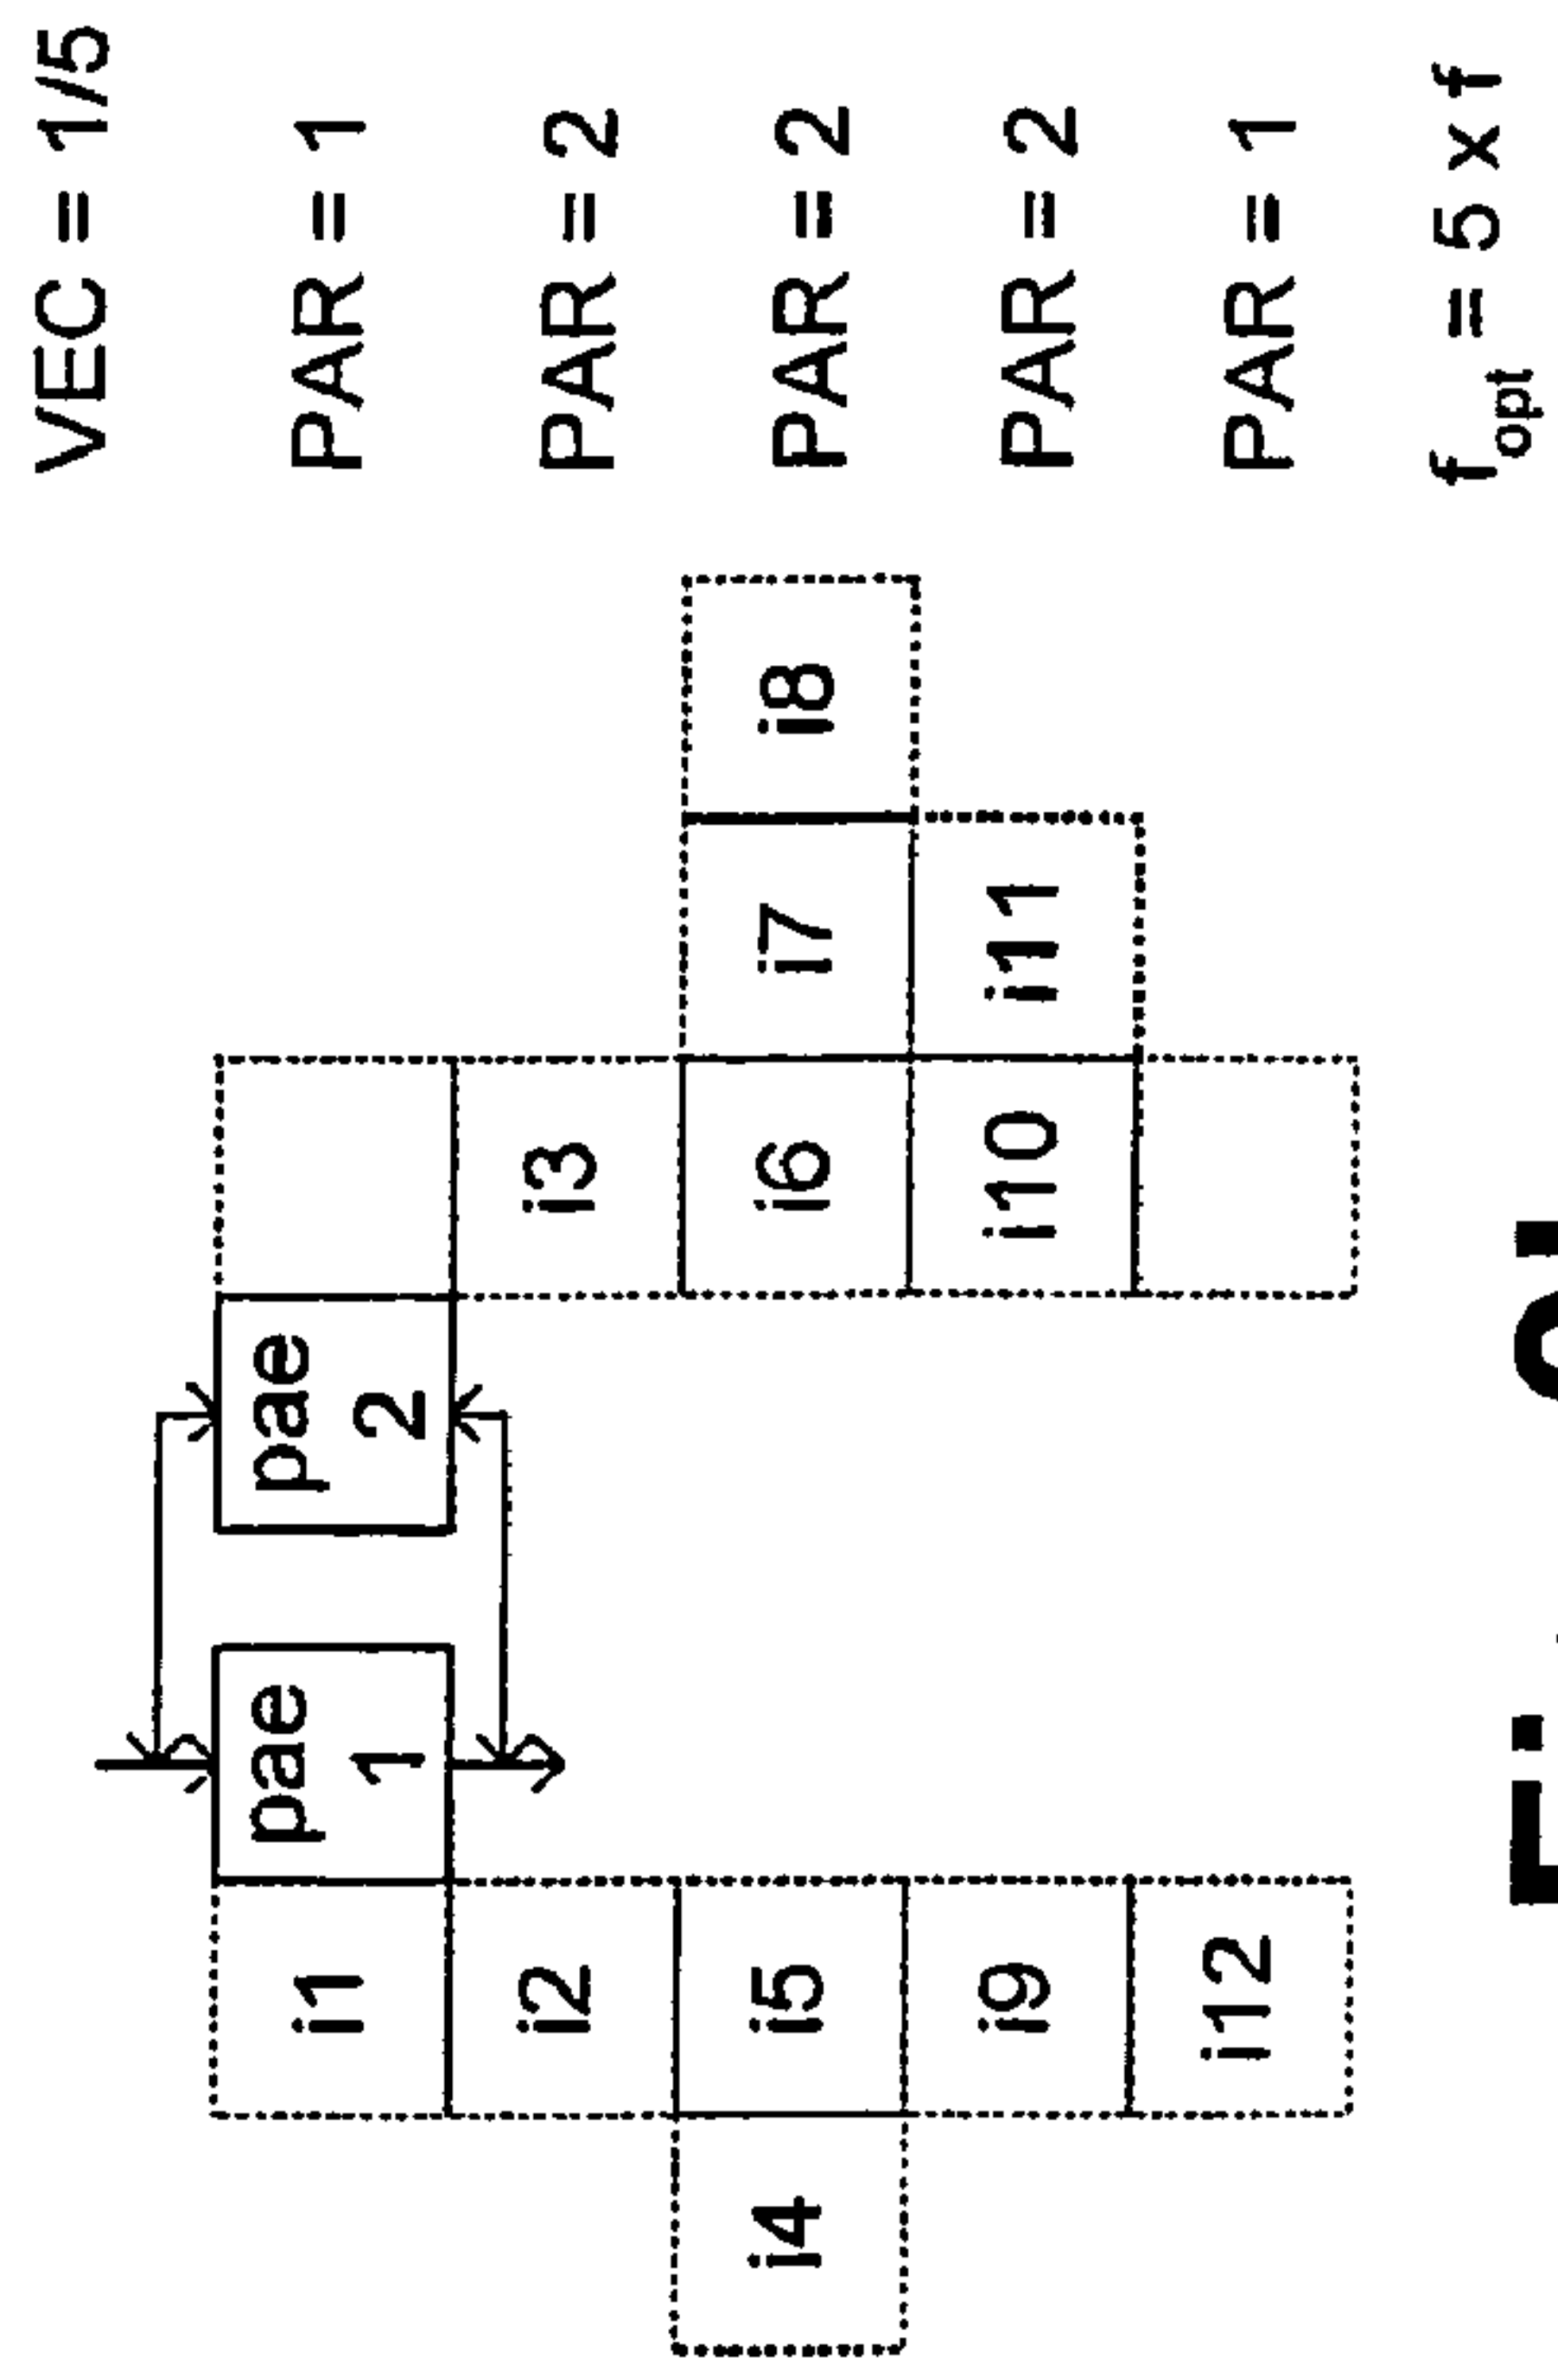 VEC = 1/5
i1 pae 1 pae 2 PAR = 1
i2 i3 PAR = 2
i4 i5 i6 i7 i8 PAR = 2
i9 i10 i11 PAR = 2
i12 PAR = 1
fopt = 5 x f